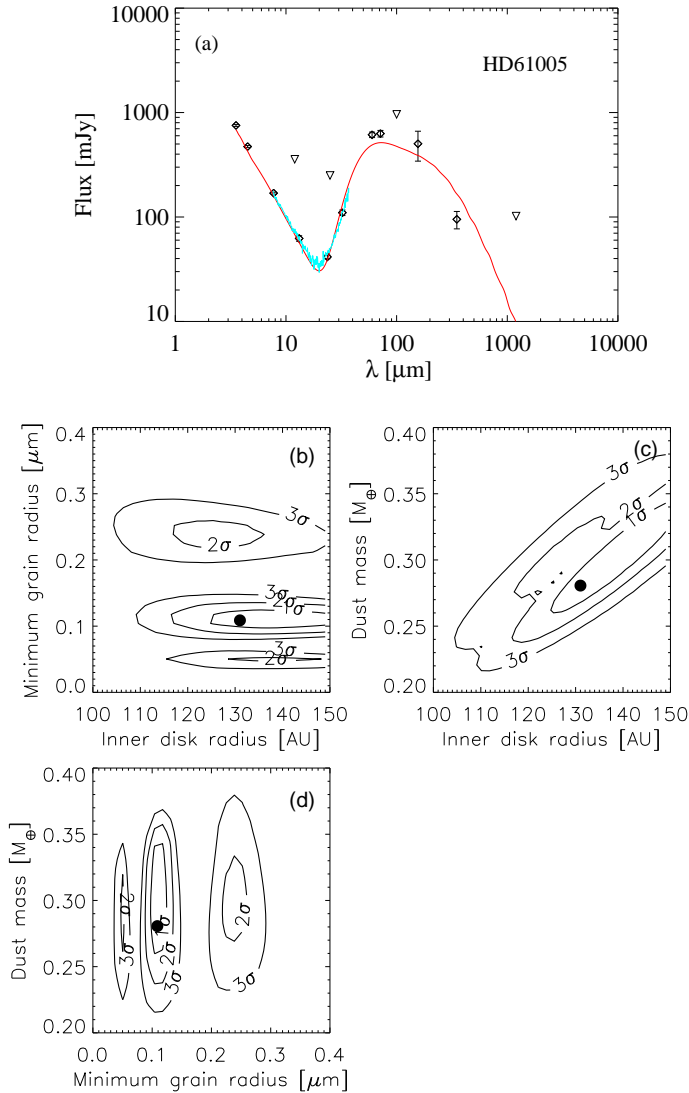 (a)
HD61005
Flux [mJy]
10000
1000
100
10
1
10
100
1000
10000
λ [μm]
(b)
Minimum grain radius [μm]
0.4
0.3
0.2
0.1
0.0
3σ
2σ
3σ
2σ
1σ
3σ
2σ
100 110 120 130 140 150
Inner disk radius [AU]
(c)
Dust mass [M⊕]
0.40
0.35
0.30
0.25
0.20
3σ
2σ
1σ
3σ
100 110 120 130 140 150
Inner disk radius [AU]
(d)
Dust mass [M⊕]
0.40
0.35
0.30
0.25
0.20
2σ
3σ
1σ
2σ
3σ
2σ
3σ
0.0 0.1 0.2 0.3 0.4
Minimum grain radius [μm]